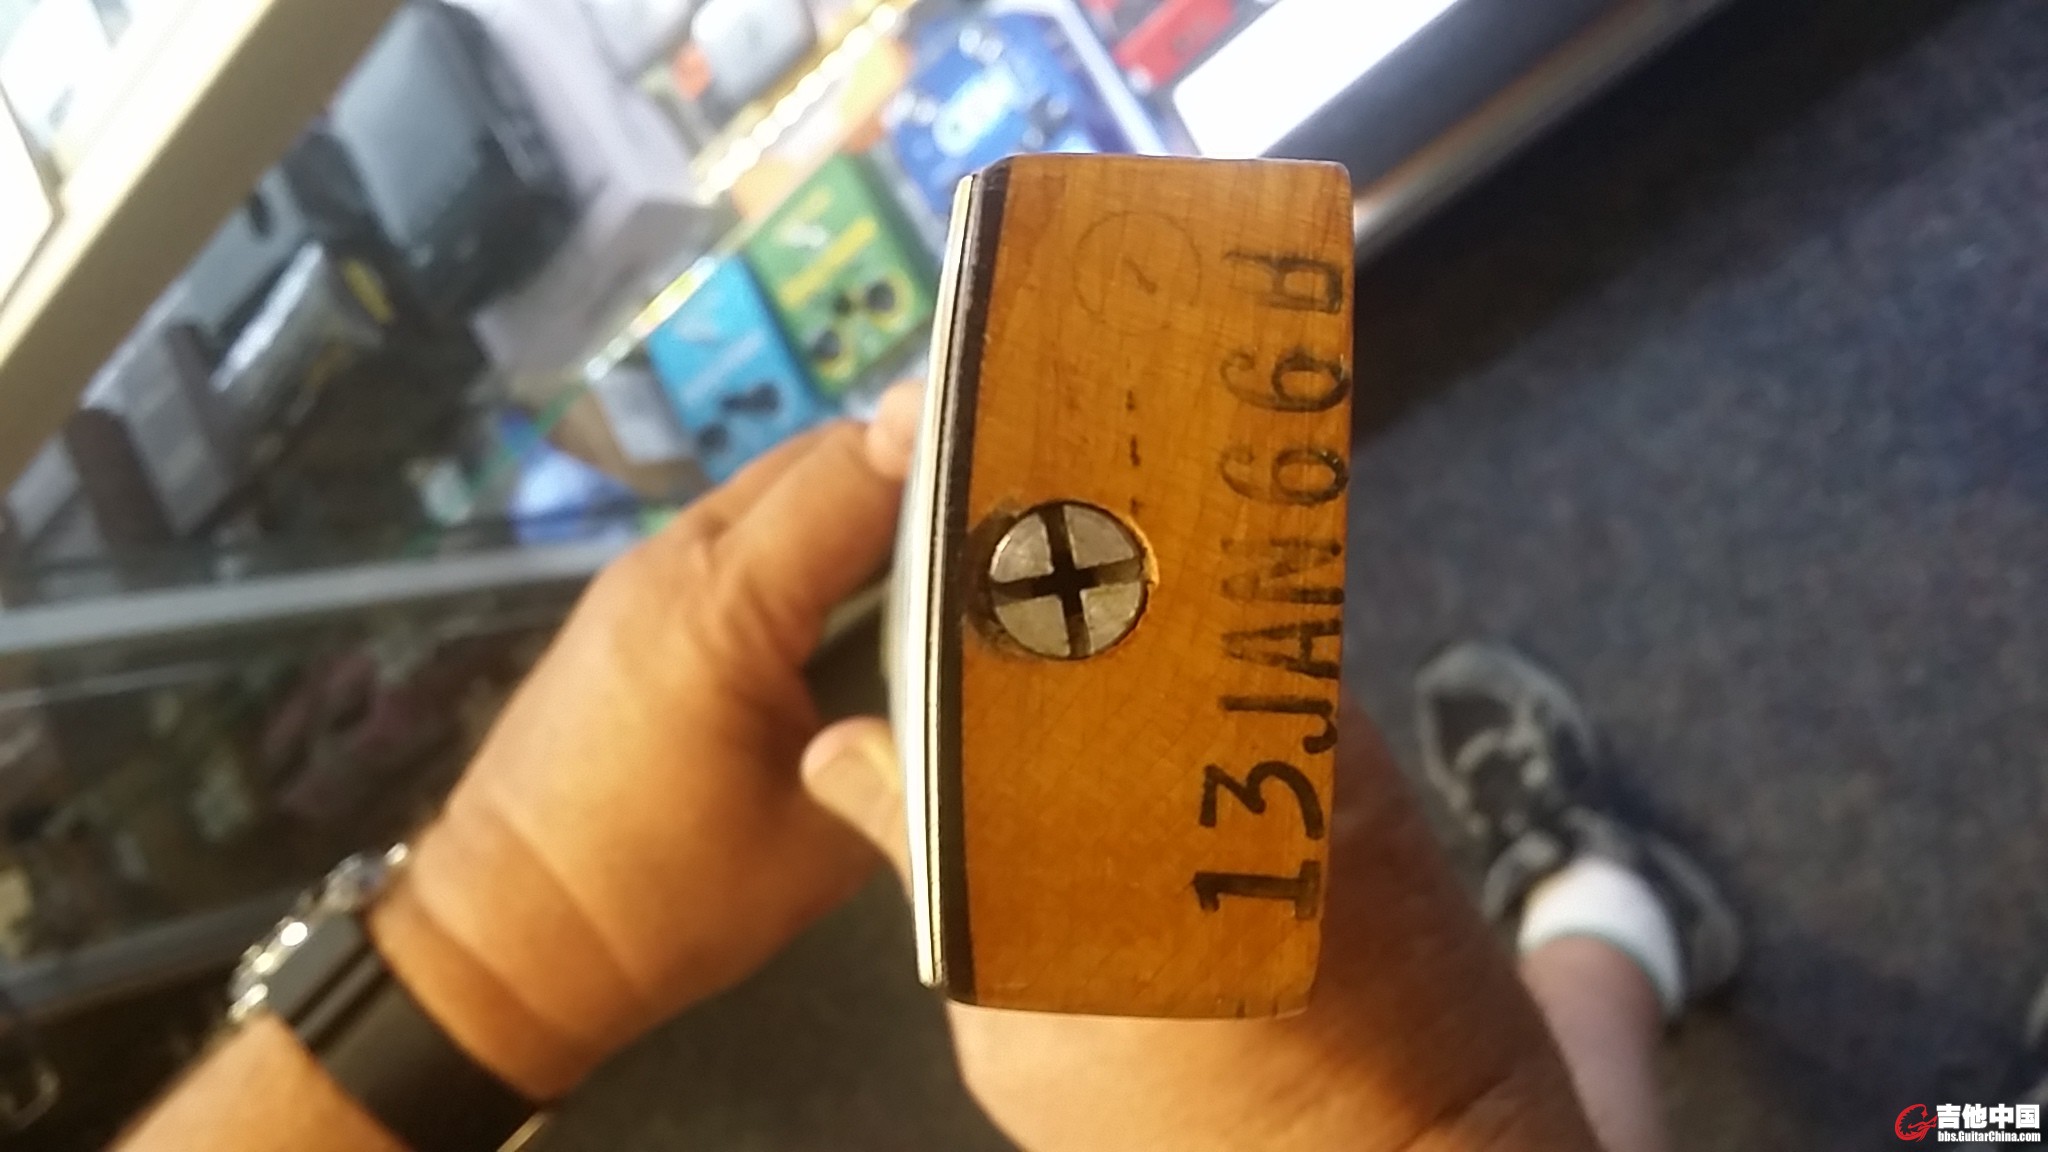 13JAN66B
吉他中国
bbs.GuitarChina.com